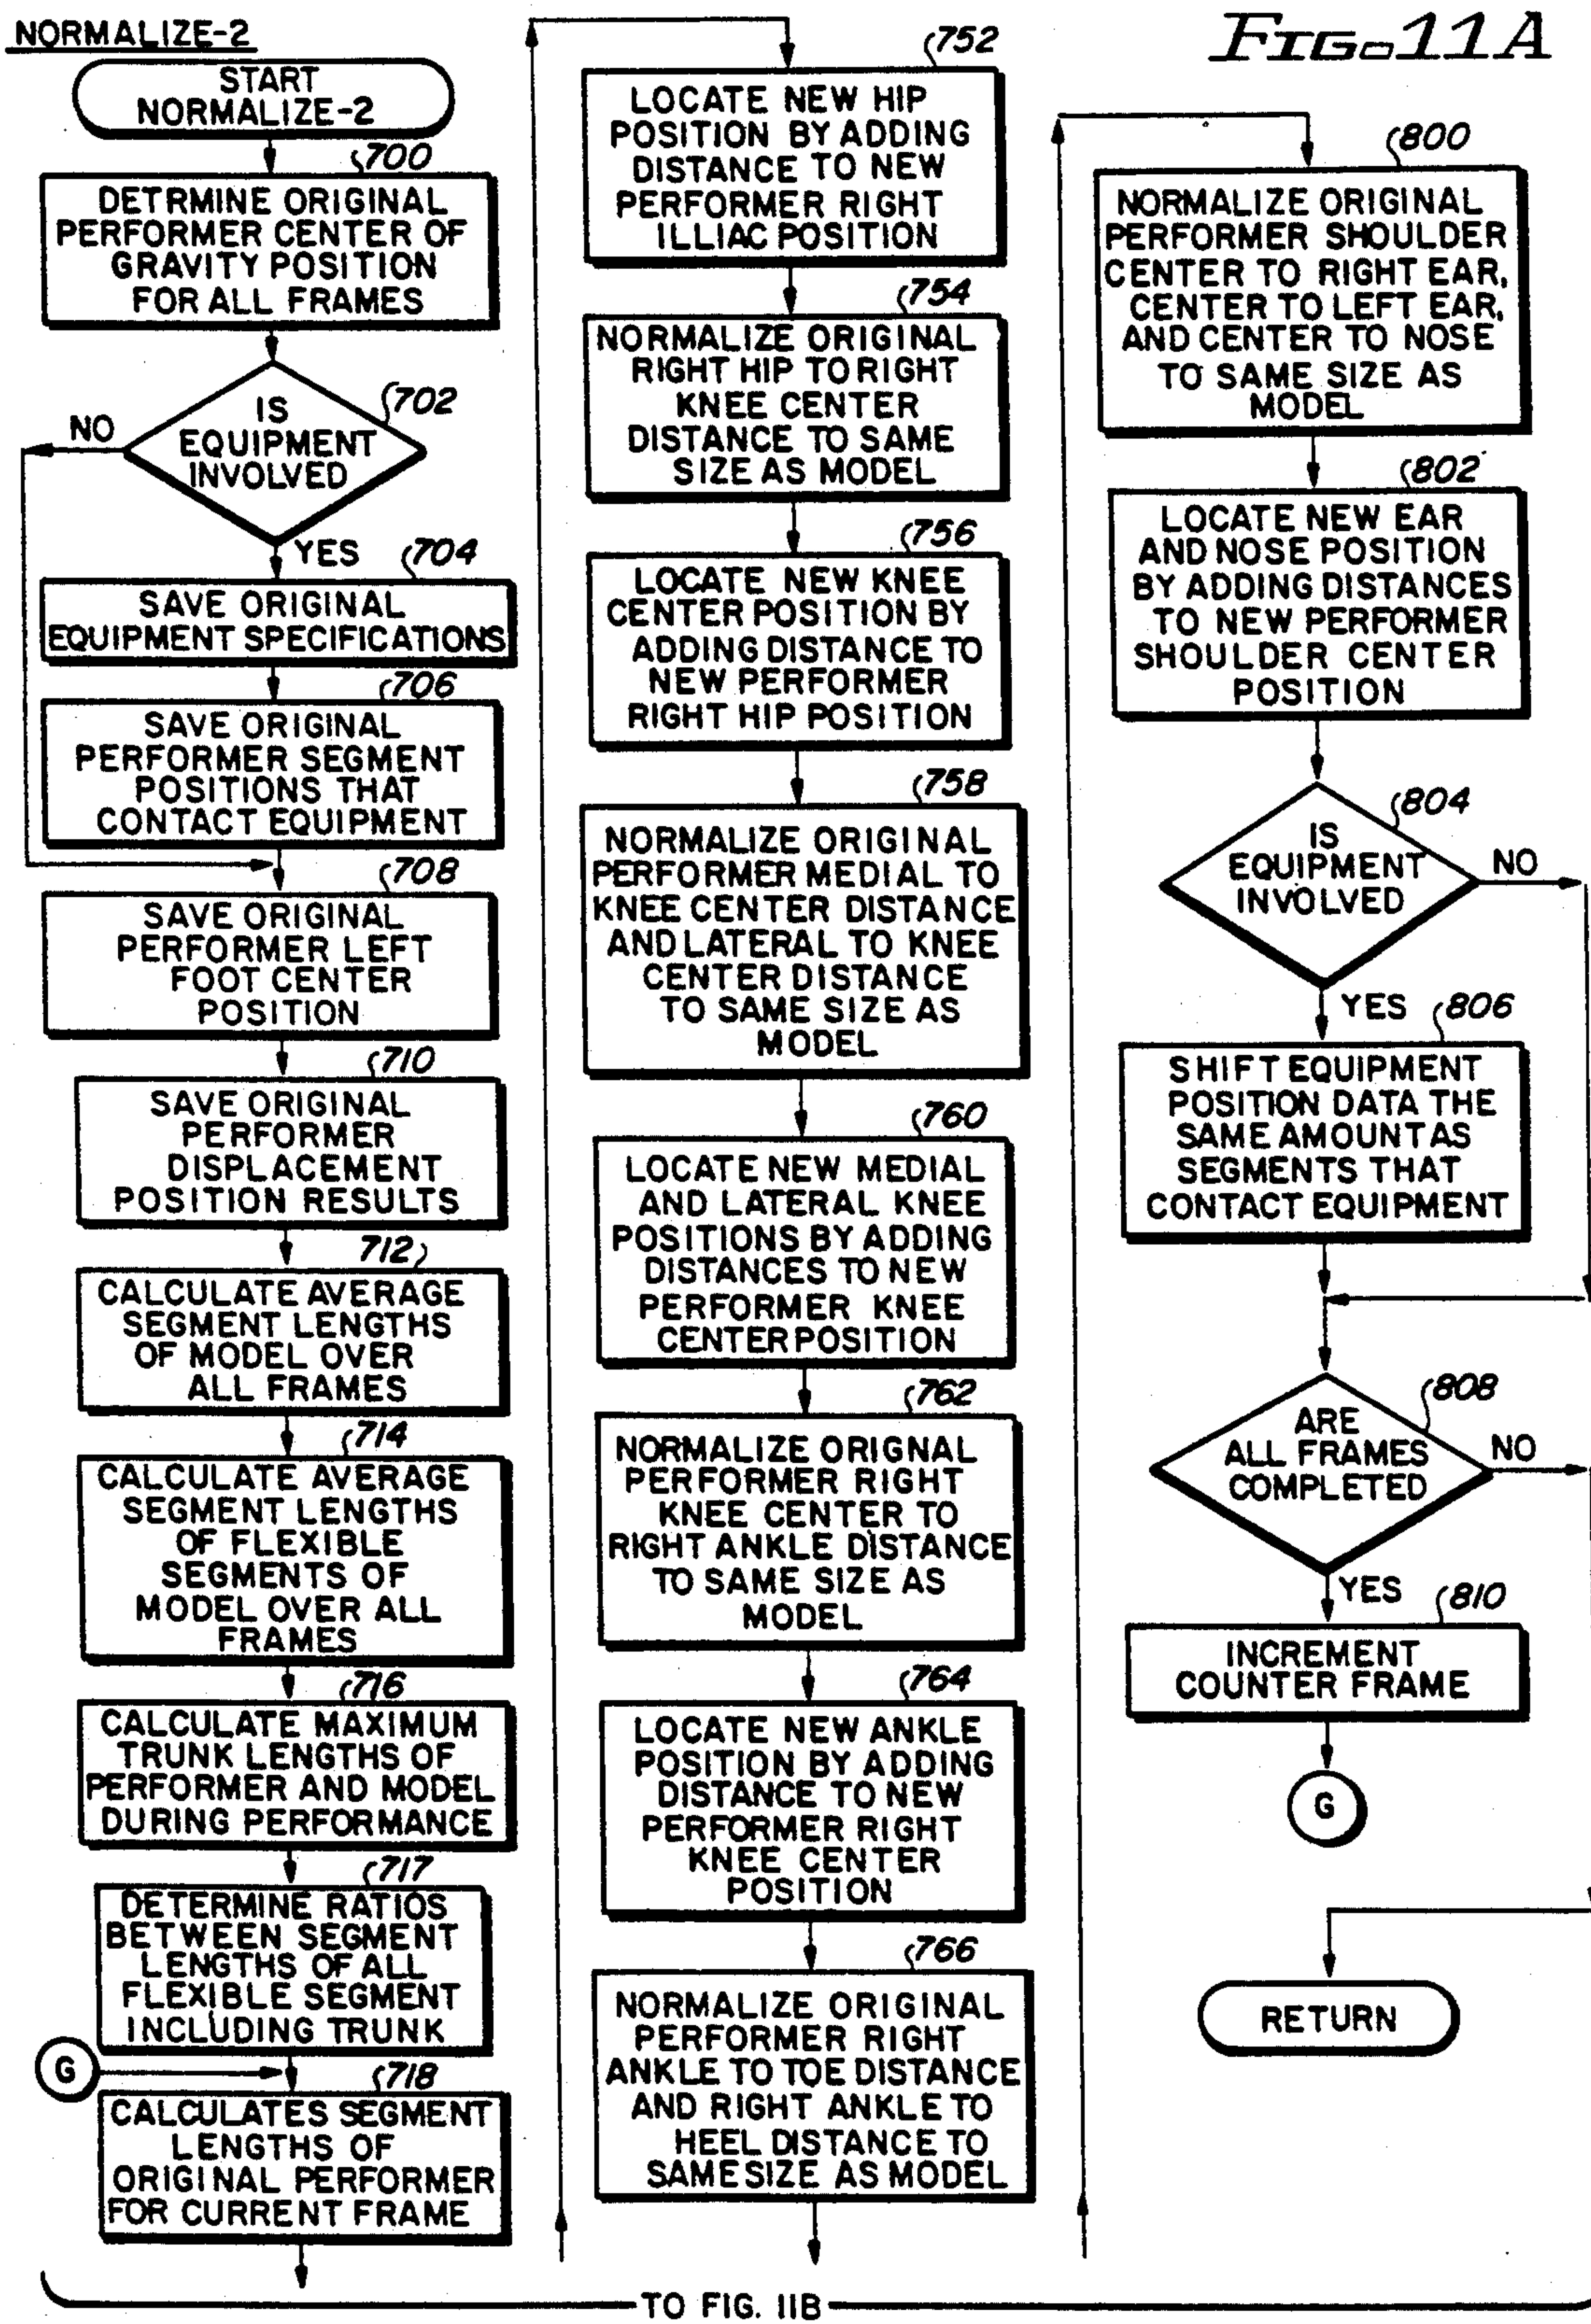 NORMALIZE-2
FIG. 11A
START
NORMALIZE-2
700
DETRMINE ORIGINAL
PERFORMER CENTER OF
GRAVITY POSITION
FOR ALL FRAMES
702
IS
EQUIPMENT
INVOLVED
NO
YES
704
SAVE ORIGINAL
EQUIPMENT SPECIFICATIONS
706
SAVE ORIGINAL
PERFORMER SEGMENT
POSITIONS THAT
CONTACT EQUIPMENT
708
SAVE ORIGINAL
PERFORMER LEFT
FOOT CENTER
POSITION
710
SAVE ORIGINAL
PERFORMER
DISPLACEMENT
POSITION RESULTS
712
CALCULATE AVERAGE
SEGMENT LENGTHS
OF MODEL OVER
ALL FRAMES
714
CALCULATE AVERAGE
SEGMENT LENGTHS
OF FLEXIBLE
SEGMENTS OF
MODEL OVER ALL
FRAMES
716
CALCULATE MAXIMUM
TRUNK LENGTHS OF
PERFORMER AND MODEL
DURING PERFORMANCE
717
DETERMINE RATIOS
BETWEEN SEGMENT
LENGTHS OF ALL
FLEXIBLE SEGMENT
INCLUDING TRUNK
G
718
CALCULATES SEGMENT
LENGTHS OF
ORIGINAL PERFORMER
FOR CURRENT FRAME
752
LOCATE NEW HIP
POSITION BY ADDING
DISTANCE TO NEW
PERFORMER RIGHT
ILLIAC POSITION
754
NORMALIZE ORIGINAL
RIGHT HIP TO RIGHT
KNEE CENTER
DISTANCE TO SAME
SIZE AS MODEL
756
LOCATE NEW KNEE
CENTER POSITION BY
ADDING DISTANCE TO
NEW PERFORMER
RIGHT HIP POSITION
758
NORMALIZE ORIGINAL
PERFORMER MEDIAL TO
KNEE CENTER DISTANCE
AND LATERAL TO KNEE
CENTER DISTANCE
TO SAME SIZE AS
MODEL
760
LOCATE NEW MEDIAL
AND LATERAL KNEE
POSITIONS BY ADDING
DISTANCES TO NEW
PERFORMER KNEE
CENTER POSITION
762
NORMALIZE ORIGNAL
PERFORMER RIGHT
KNEE CENTER TO
RIGHT ANKLE DISTANCE
TO SAME SIZE AS
MODEL
764
LOCATE NEW ANKLE
POSITION BY ADDING
DISTANCE TO NEW
PERFORMER RIGHT
KNEE CENTER
POSITION
766
NORMALIZE ORIGINAL
PERFORMER RIGHT
ANKLE TO TOE DISTANCE
AND RIGHT ANKLE TO
HEEL DISTANCE TO
SAME SIZE AS MODEL
800
NORMALIZE ORIGINAL
PERFORMER SHOULDER
CENTER TO RIGHT EAR,
CENTER TO LEFT EAR,
AND CENTER TO NOSE
TO SAME SIZE AS
MODEL
802
LOCATE NEW EAR
AND NOSE POSITION
BY ADDING DISTANCES
TO NEW PERFORMER
SHOULDER CENTER
POSITION
804
IS
EQUIPMENT
INVOLVED
NO
YES
806
SHIFT EQUIPMENT
POSITION DATA THE
SAME AMOUNT AS
SEGMENTS THAT
CONTACT EQUIPMENT
808
ARE
ALL FRAMES
COMPLETED
NO
YES
810
INCREMENT
COUNTER FRAME
G
RETURN
TO FIG. 11B